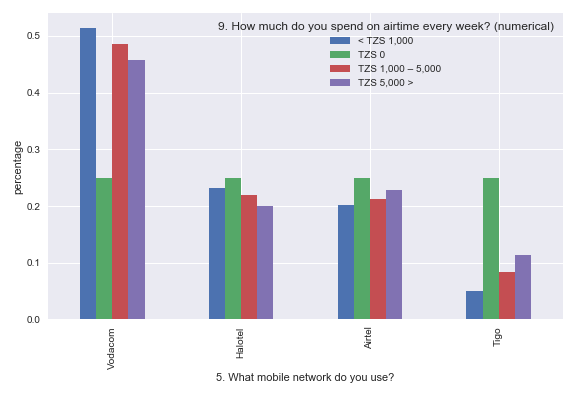 9. How much do you spend on airtime every week? (numerical)
< TZS 1,000
TZS 0
TZS 1,000 – 5,000
TZS 5,000 >
percentage
0.5
0.4
0.3
0.2
0.1
0.0
Vodacom
Halotel
Airtel
Tigo
5. What mobile network do you use?